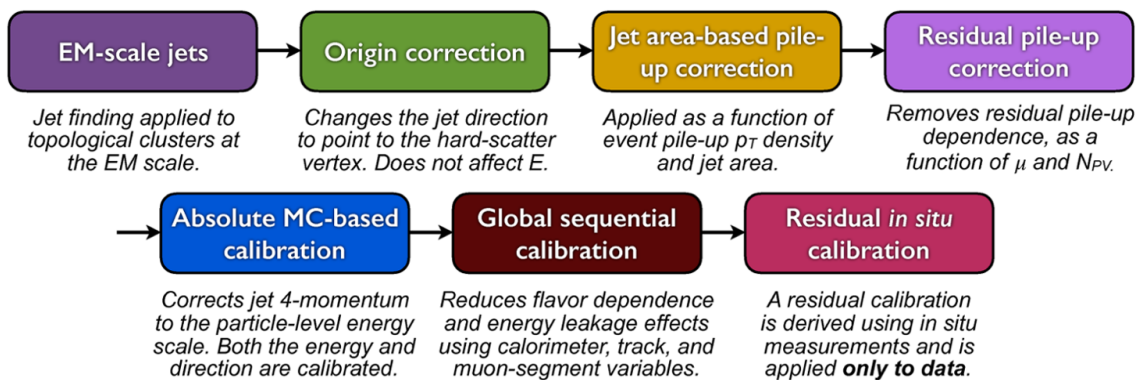 EM-scale jets
Jet finding applied to
topological clusters at
the EM scale.
Origin correction
Changes the jet direction
to point to the hard-scatter
vertex. Does not affect E.
Jet area-based pile-
up correction
Applied as a function of
event pile-up pT density
and jet area.
Residual pile-up
correction
Removes residual pile-up
dependence, as a
function of µ and NPV.
Absolute MC-based
calibration
Corrects jet 4-momentum
to the particle-level energy
scale. Both the energy and
direction are calibrated.
Global sequential
calibration
Reduces flavor dependence
and energy leakage effects
using calorimeter, track, and
muon-segment variables.
Residual in situ
calibration
A residual calibration
is derived using in situ
measurements and is
applied only to data.